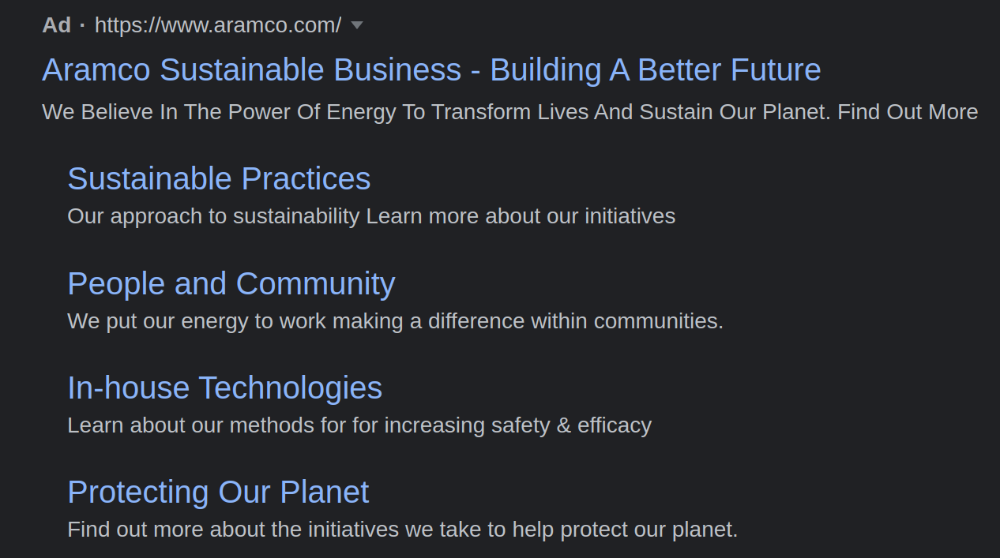 Ad · https://www.aramco.com/
Aramco Sustainable Business - Building A Better Future
We Believe In The Power Of Energy To Transform Lives And Sustain Our Planet. Find Out More
Sustainable Practices
Our approach to sustainability Learn more about our initiatives
People and Community
We put our energy to work making a difference within communities.
In-house Technologies
Learn about our methods for for increasing safety & efficacy
Protecting Our Planet
Find out more about the initiatives we take to help protect our planet.